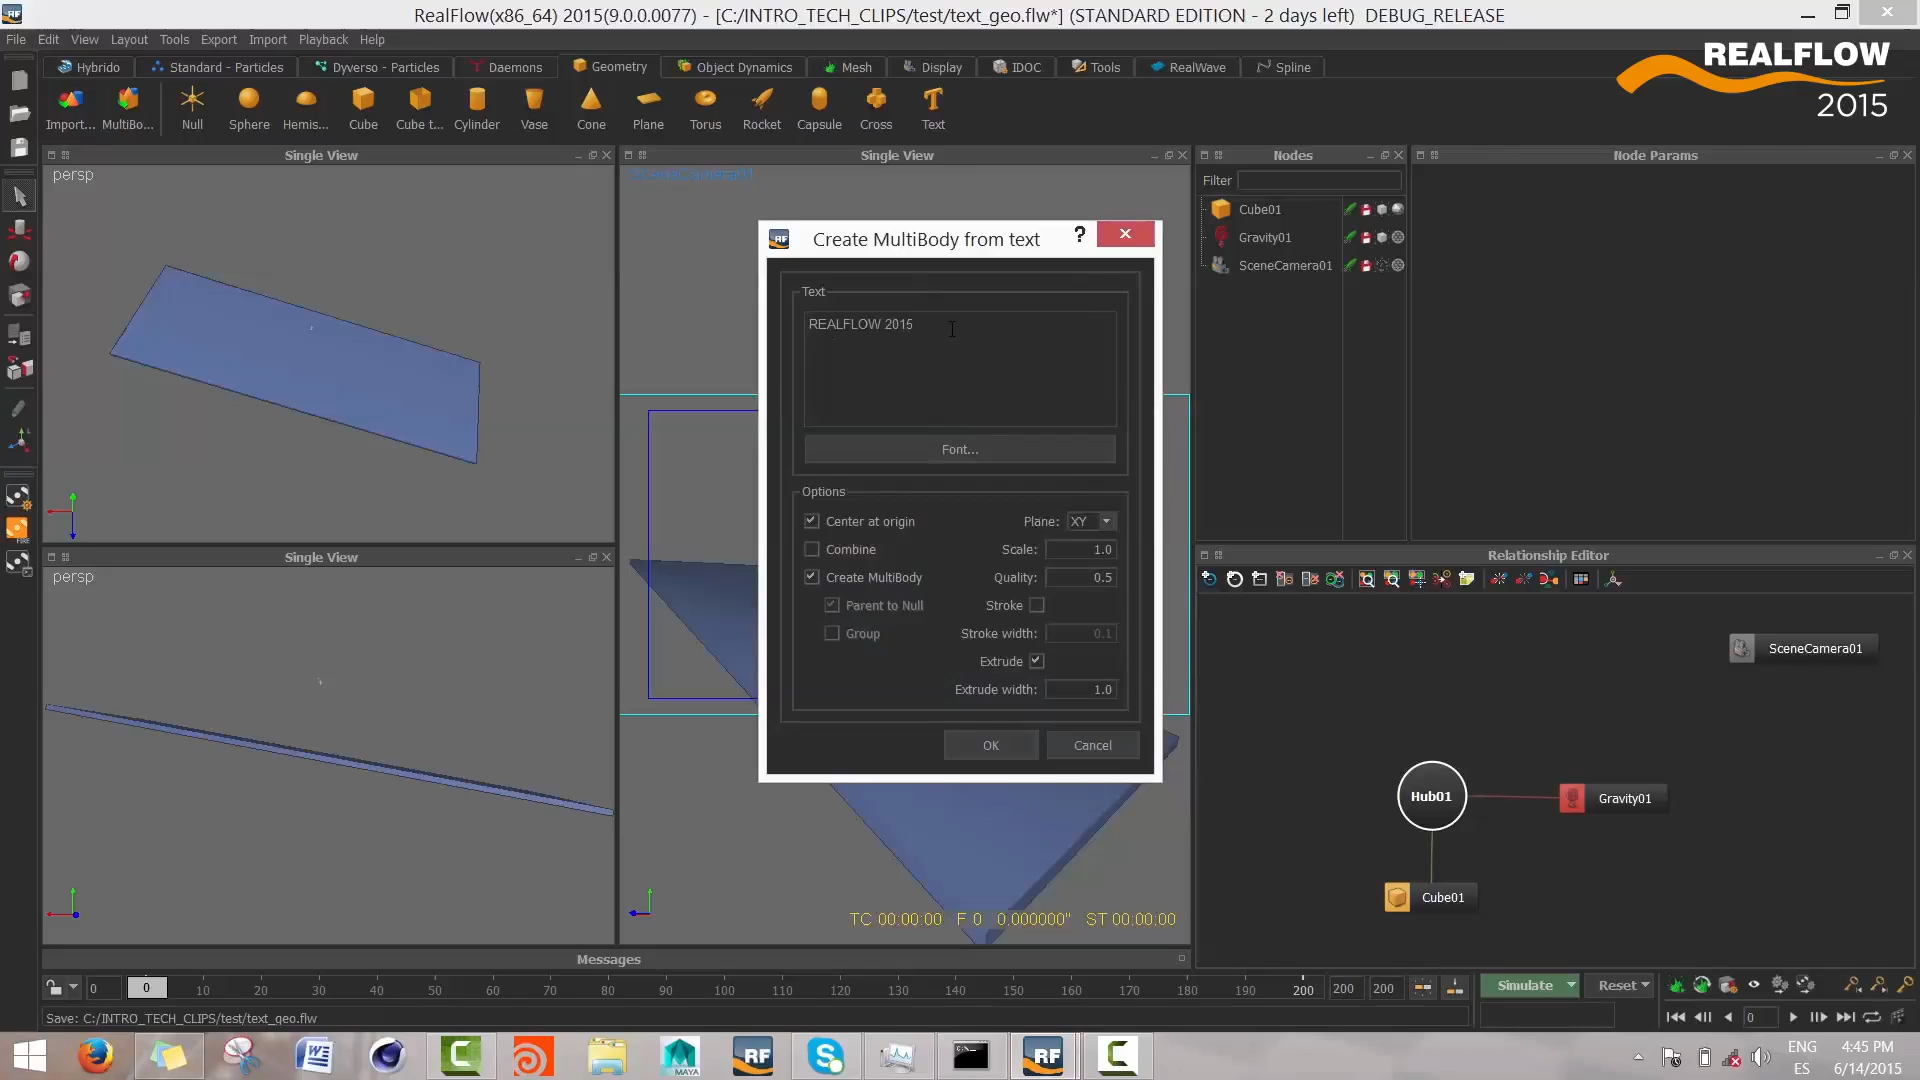 RealFlow(x86_64) 2015(9.0.0.0077) - [C:/INTRO_TECH_CLIPS/test/text_geo.flw*] (STANDARD EDITION - 2 days left) DEBUG_RELEASE
File Edit View Layout Tools Export Import Playback Help
Hybrido Standard - Particles Dyverso - Particles Daemons Geometry Object Dynamics Mesh Display IDOC Tools RealWave Spline
REALFLOW
2015
Import... MultiBo... Null Sphere Hemis... Cube Cube t... Cylinder Vase Cone Plane Torus Rocket Capsule Cross Text
Single View Single View Nodes Node Params
persp
SceneCamera01
Filter
Cube01
Gravity01
SceneCamera01
RF Create MultiBody from text ?
Text
REALFLOW 2015
Font...
Options
Center at origin Plane: XY
Combine Scale: 1.0
Create MultiBody Quality: 0.5
Parent to Null Stroke
Group Stroke width: 0.1
Extrude
Extrude width: 1.0
OK Cancel
Single View
persp
Relationship Editor
SceneCamera01
Hub01
Gravity01
Cube01
TC 00:00:00 F 0 0.000000" ST 00:00:00
Messages
0 0 10 20 30 40 50 60 70 80 90 100 110 120 130 140 150 160 170 180 190 200 200 200
Simulate Reset
0
Save: C:/INTRO_TECH_CLIPS/test/text_geo.flw
MAYA RF RF
ENG
ES
4:45 PM
6/14/2015